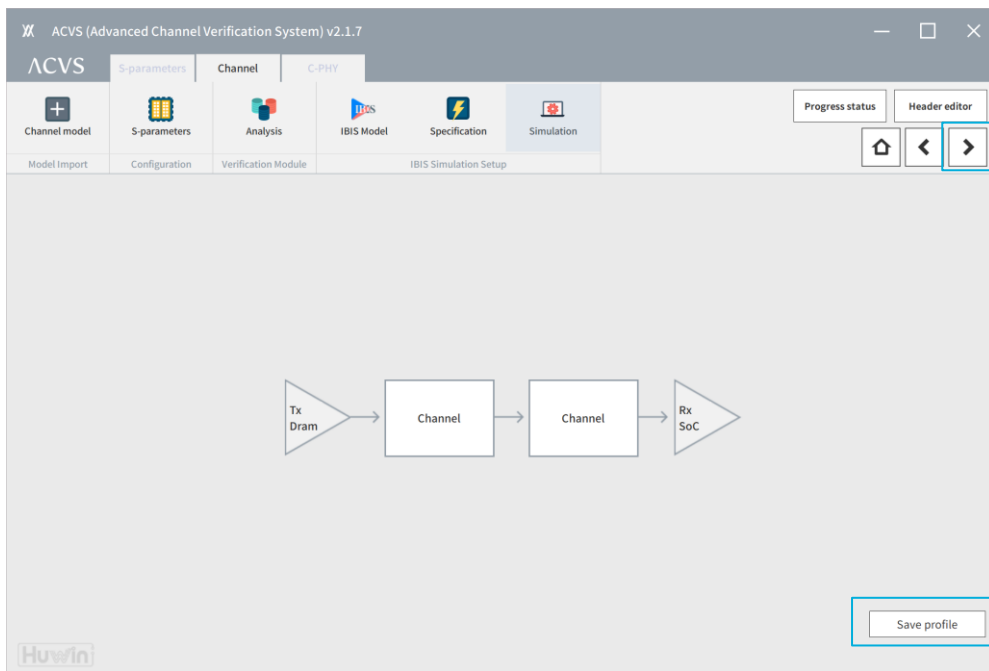 ACVS (Advanced Channel Verification System) v2.1.7
ACVS
S-parameters
Channel
C-PHY
Channel model
S-parameters
Analysis
IBIS
IBIS Model
Specification
Simulation
Progress status
Header editor
Model Import
Configuration
Verification Module
IBIS Simulation Setup
Tx
Dram
Channel
Channel
Rx
SoC
Save profile
Huwin